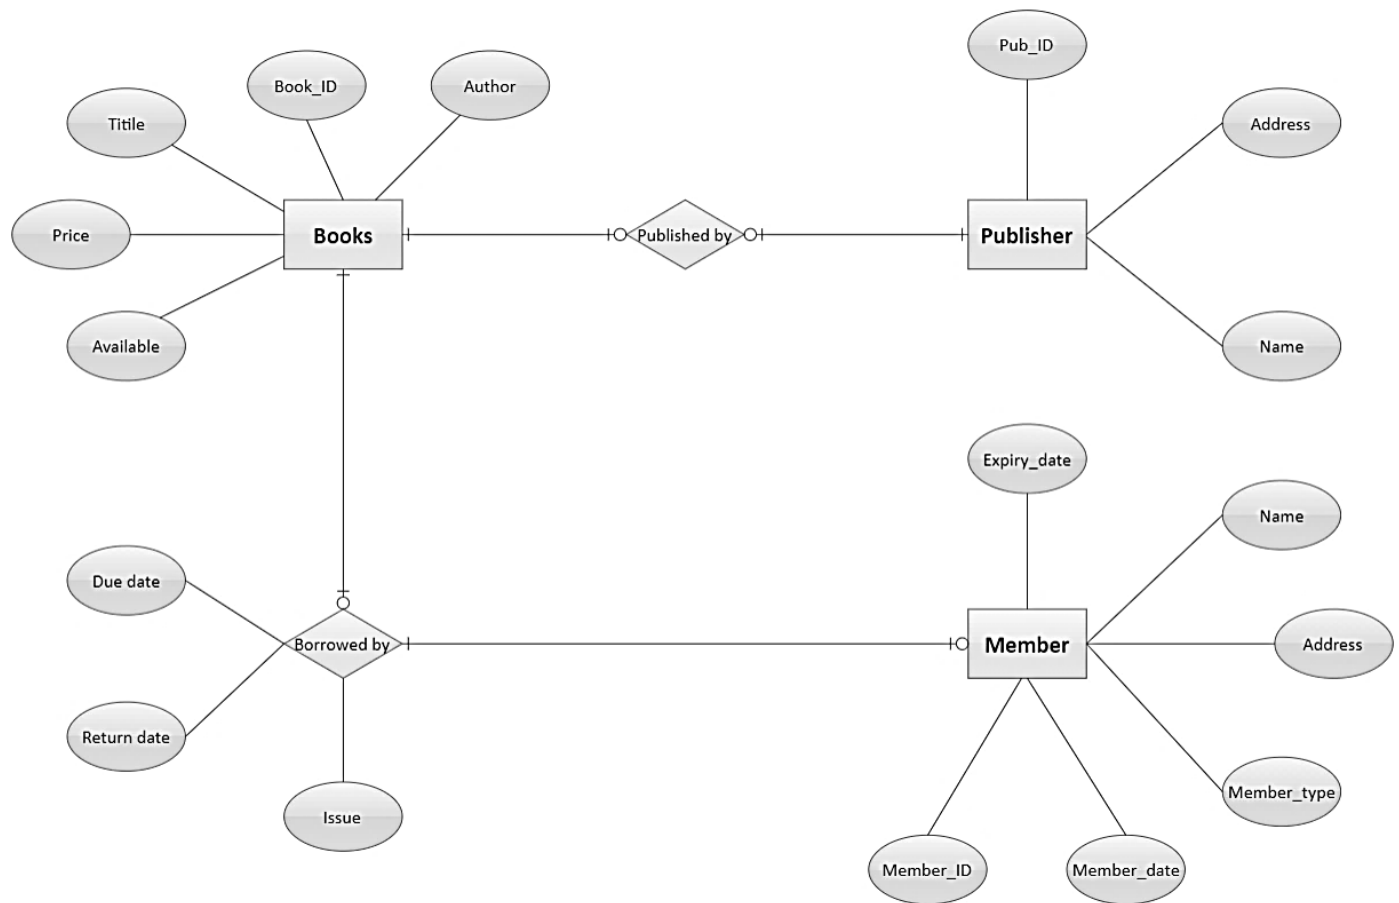 Pub_ID
Book_ID
Author
Titile
Address
Price
Books
Published by
Publisher
Available
Name
Expiry_date
Name
Due date
Borrowed by
Member
Address
Return date
Issue
Member_type
Member_ID
Member_date